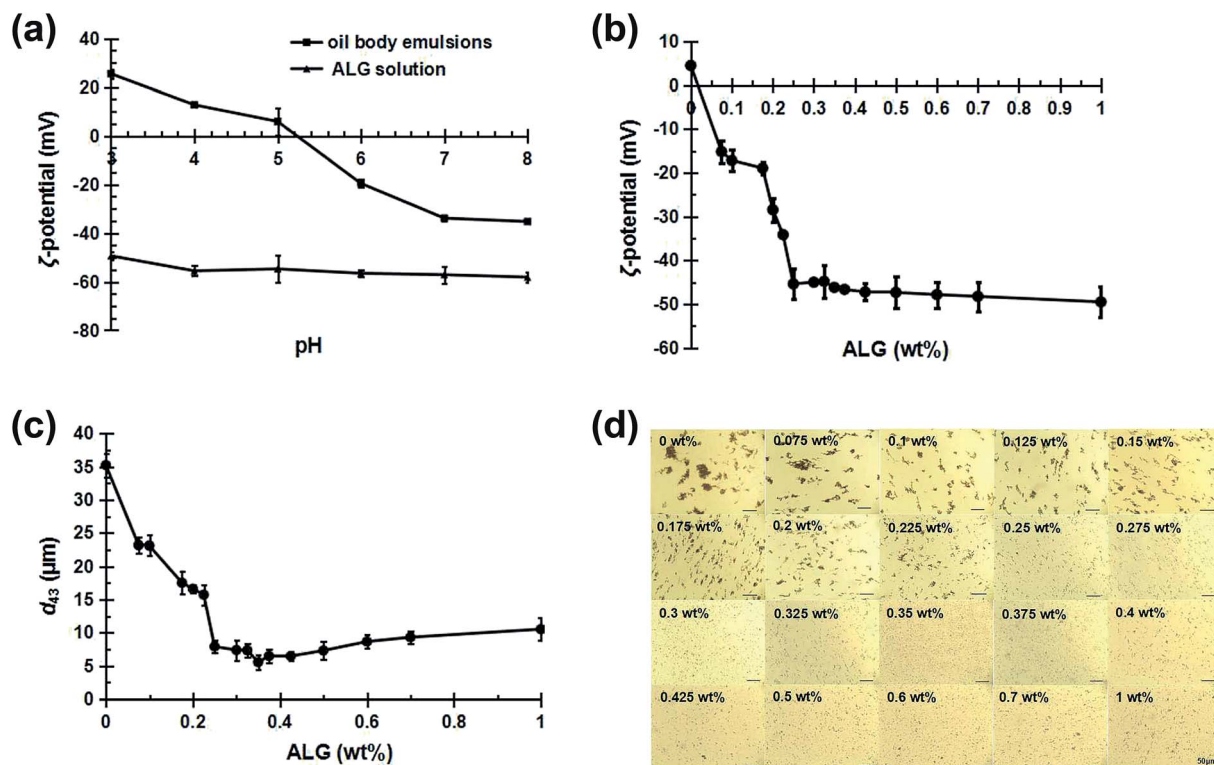 (a)
40
20
0
-20
-40
-60
-80
ζ-potential (mV)
oil body emulsions
ALG solution
3 4 5 6 7 8
pH
(b)
10
0
-10
-20
-30
-40
-50
-60
ζ-potential (mV)
0 0.1 0.2 0.3 0.4 0.5 0.6 0.7 0.8 0.9 1
ALG (wt%)
(c)
40
35
30
25
20
15
10
5
0
d43 (μm)
0 0.2 0.4 0.6 0.8 1
ALG (wt%)
(d)
0 wt% 0.075 wt% 0.1 wt% 0.125 wt% 0.15 wt%
0.175 wt% 0.2 wt% 0.225 wt% 0.25 wt% 0.275 wt%
0.3 wt% 0.325 wt% 0.35 wt% 0.375 wt% 0.4 wt%
0.425 wt% 0.5 wt% 0.6 wt% 0.7 wt% 1 wt%
50μm